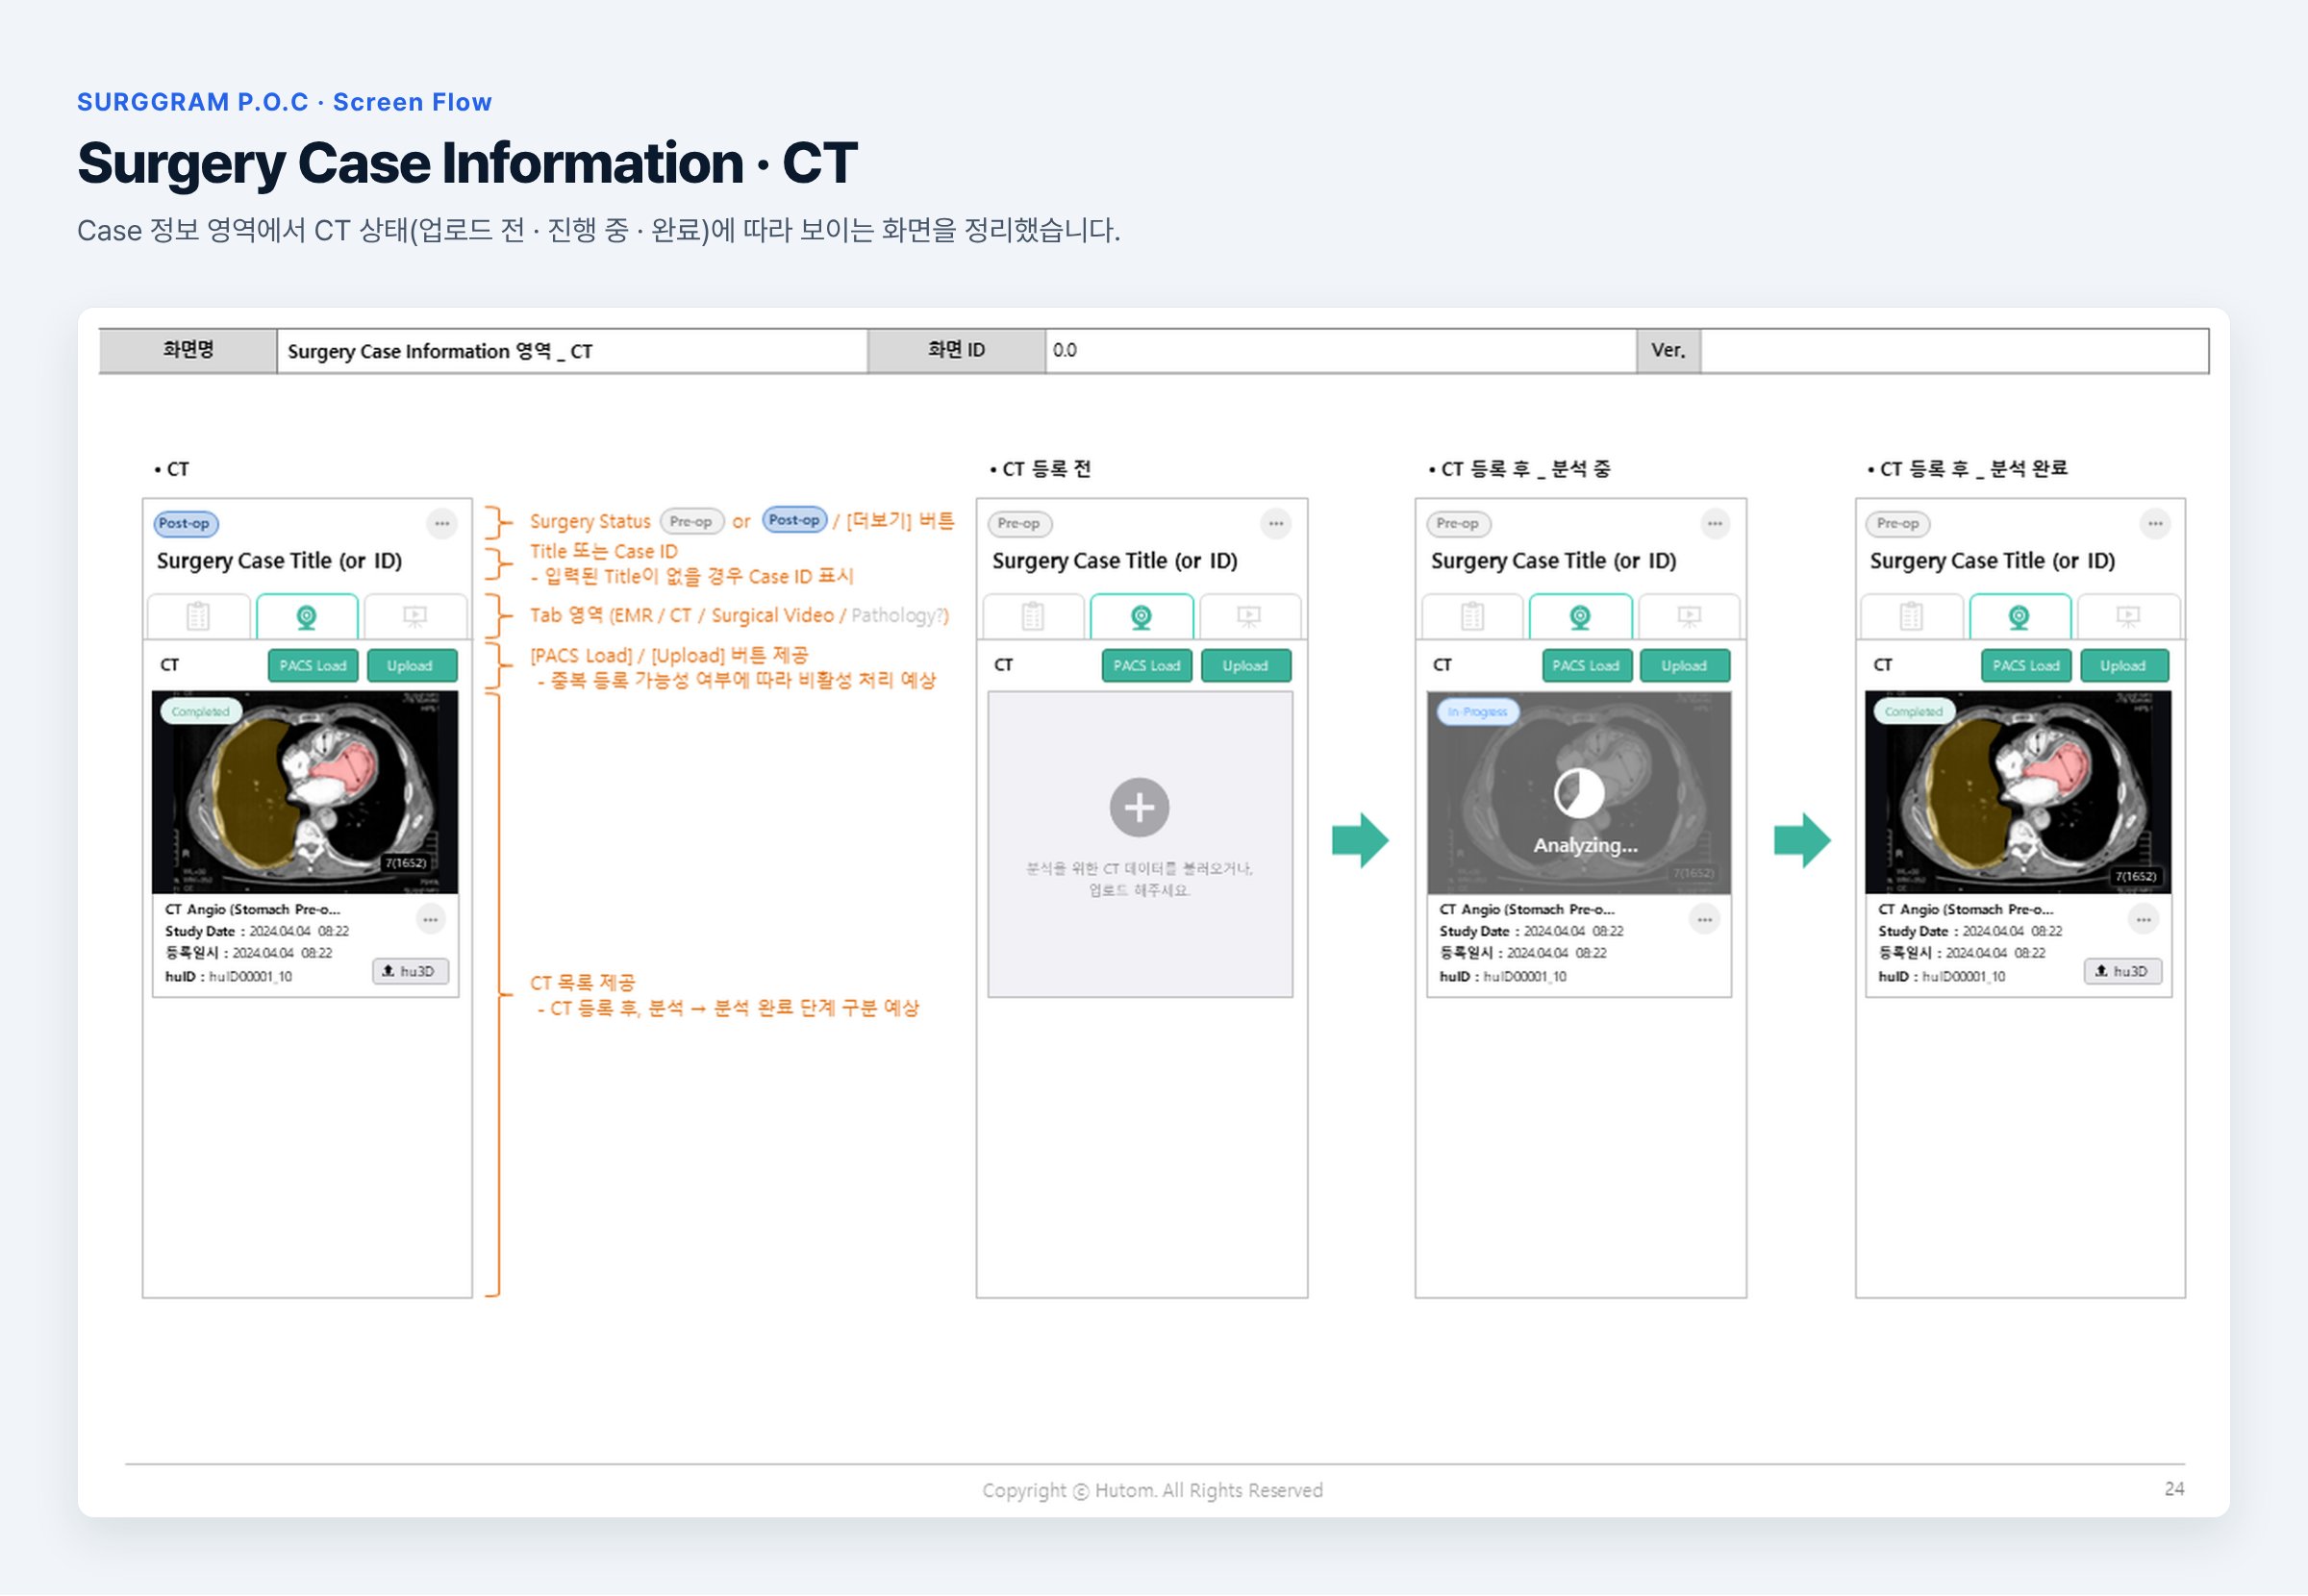 SURGGRAM P.O.C · Screen Flow
Surgery Case Information · CT
Case 정보 영역에서 CT 상태(업로드 전 · 진행 중 · 완료)에 따라 보이는 화면을 정리했습니다.
화면명 Surgery Case Information 영역 _ CT 화면 ID 0.0 Ver.
• CT
Post-op ···
Surgery Case Title (or ID)
CT PACS Load Upload
Completed
R
7(1652)
CT Angio (Stomach Pre-o...
Study Date : 2024.04.04 08:22
등록일시 : 2024.04.04 08:22
huID : huID00001_10 hu3D
Surgery Status Pre-op or Post-op / [더보기] 버튼
Title 또는 Case ID
- 입력된 Title이 없을 경우 Case ID 표시
Tab 영역 (EMR / CT / Surgical Video / Pathology?)
[PACS Load] / [Upload] 버튼 제공
- 중복 등록 가능성 여부에 따라 비활성 처리 예상
CT 목록 제공
- CT 등록 후, 분석 → 분석 완료 단계 구분 예상
• CT 등록 전
Pre-op ···
Surgery Case Title (or ID)
CT PACS Load Upload
분석을 위한 CT 데이터를 불러오거나,
업로드 해주세요.
• CT 등록 후 _ 분석 중
Pre-op ···
Surgery Case Title (or ID)
CT PACS Load Upload
In-Progress
Analyzing...
7(1652)
CT Angio (Stomach Pre-o...
Study Date : 2024.04.04 08:22
등록일시 : 2024.04.04 08:22
huID : huID00001_10
• CT 등록 후 _ 분석 완료
Pre-op ···
Surgery Case Title (or ID)
CT PACS Load Upload
Completed
R
7(1652)
CT Angio (Stomach Pre-o...
Study Date : 2024.04.04 08:22
등록일시 : 2024.04.04 08:22
huID : huID00001_10 hu3D
Copyright ⓒ Hutom. All Rights Reserved
24